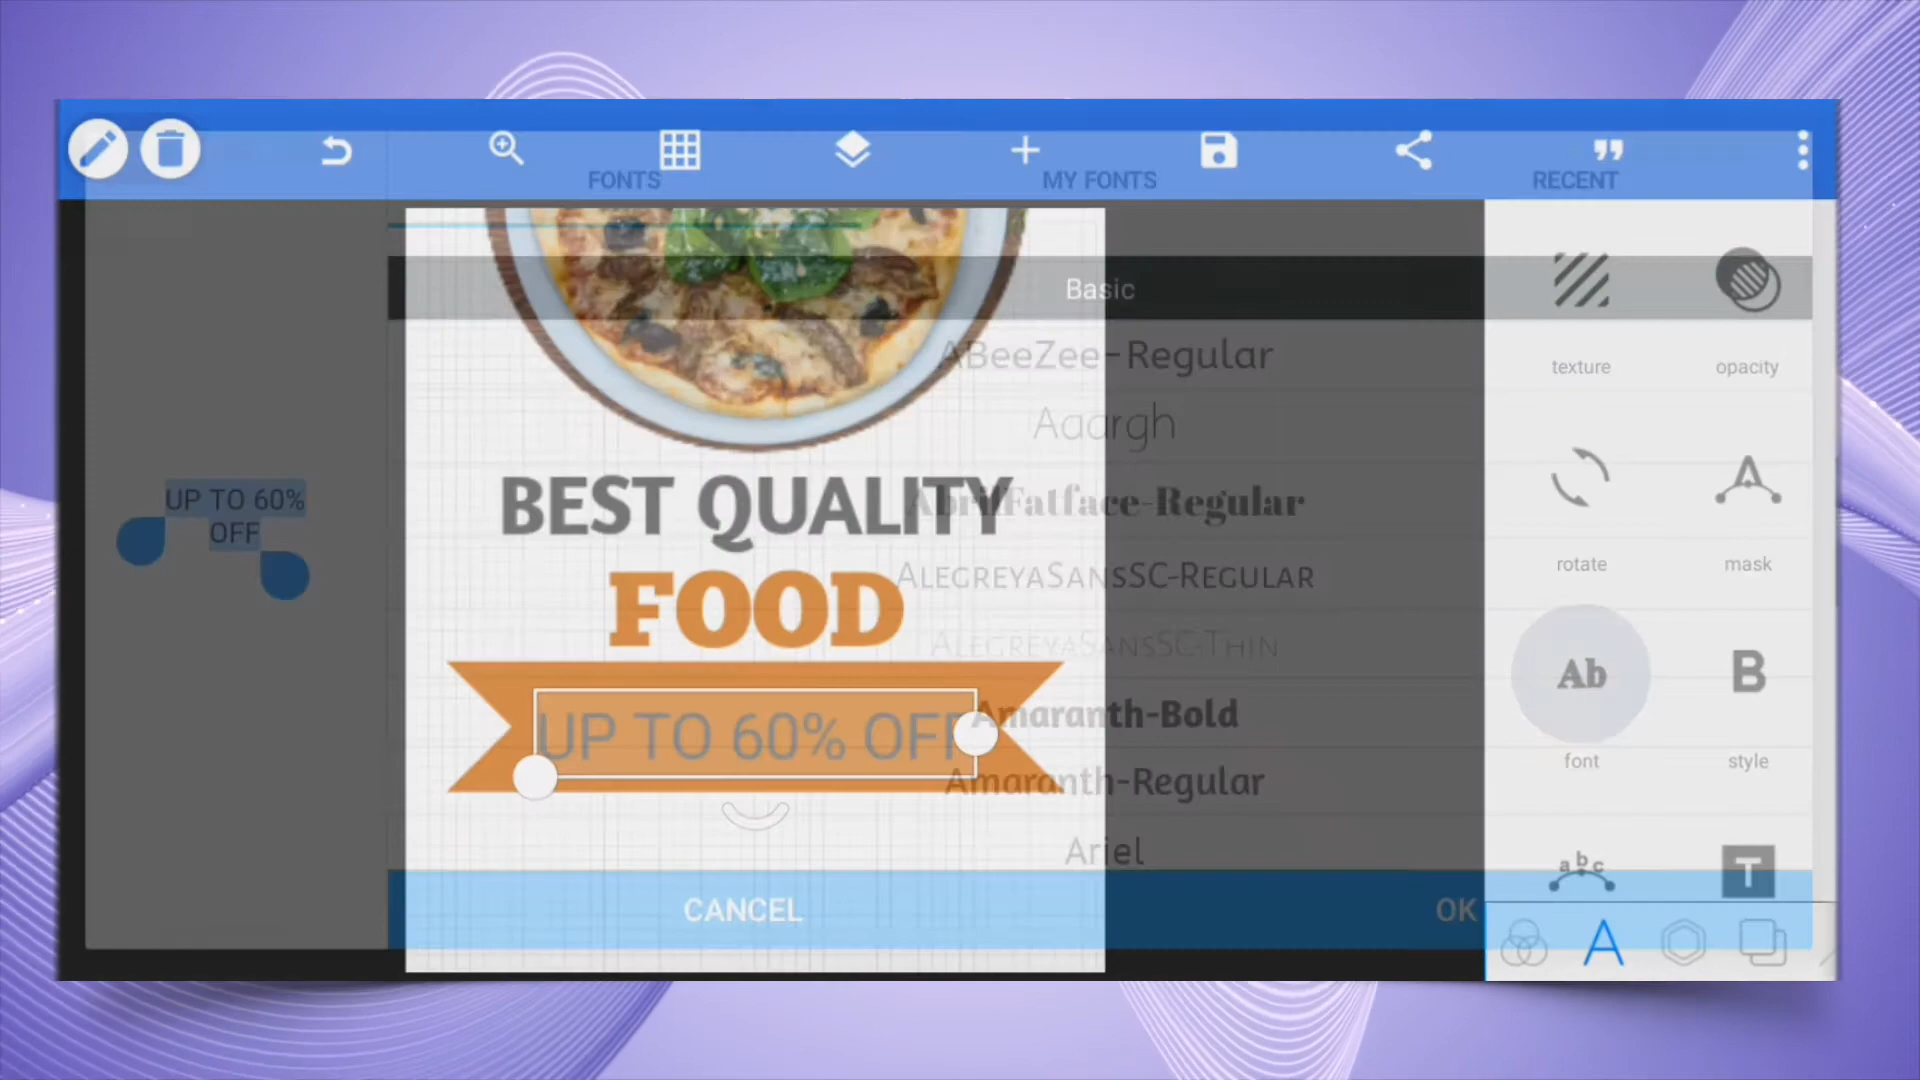 FONTS
MY FONTS
RECENT
Basic
ABeeZee-Regular
Aaargh
AbrilFatface-Regular
AlegreyaSansSC-Regular
AlegreyaSansSC-Thin
Amaranth-Bold
Amaranth-Regular
Ariel
CANCEL
OK
UP TO 60%
OFF
BEST QUALITY
FOOD
UP TO 60% OFF
texture
opacity
rotate
mask
Ab
B
font
style
abc
T
A